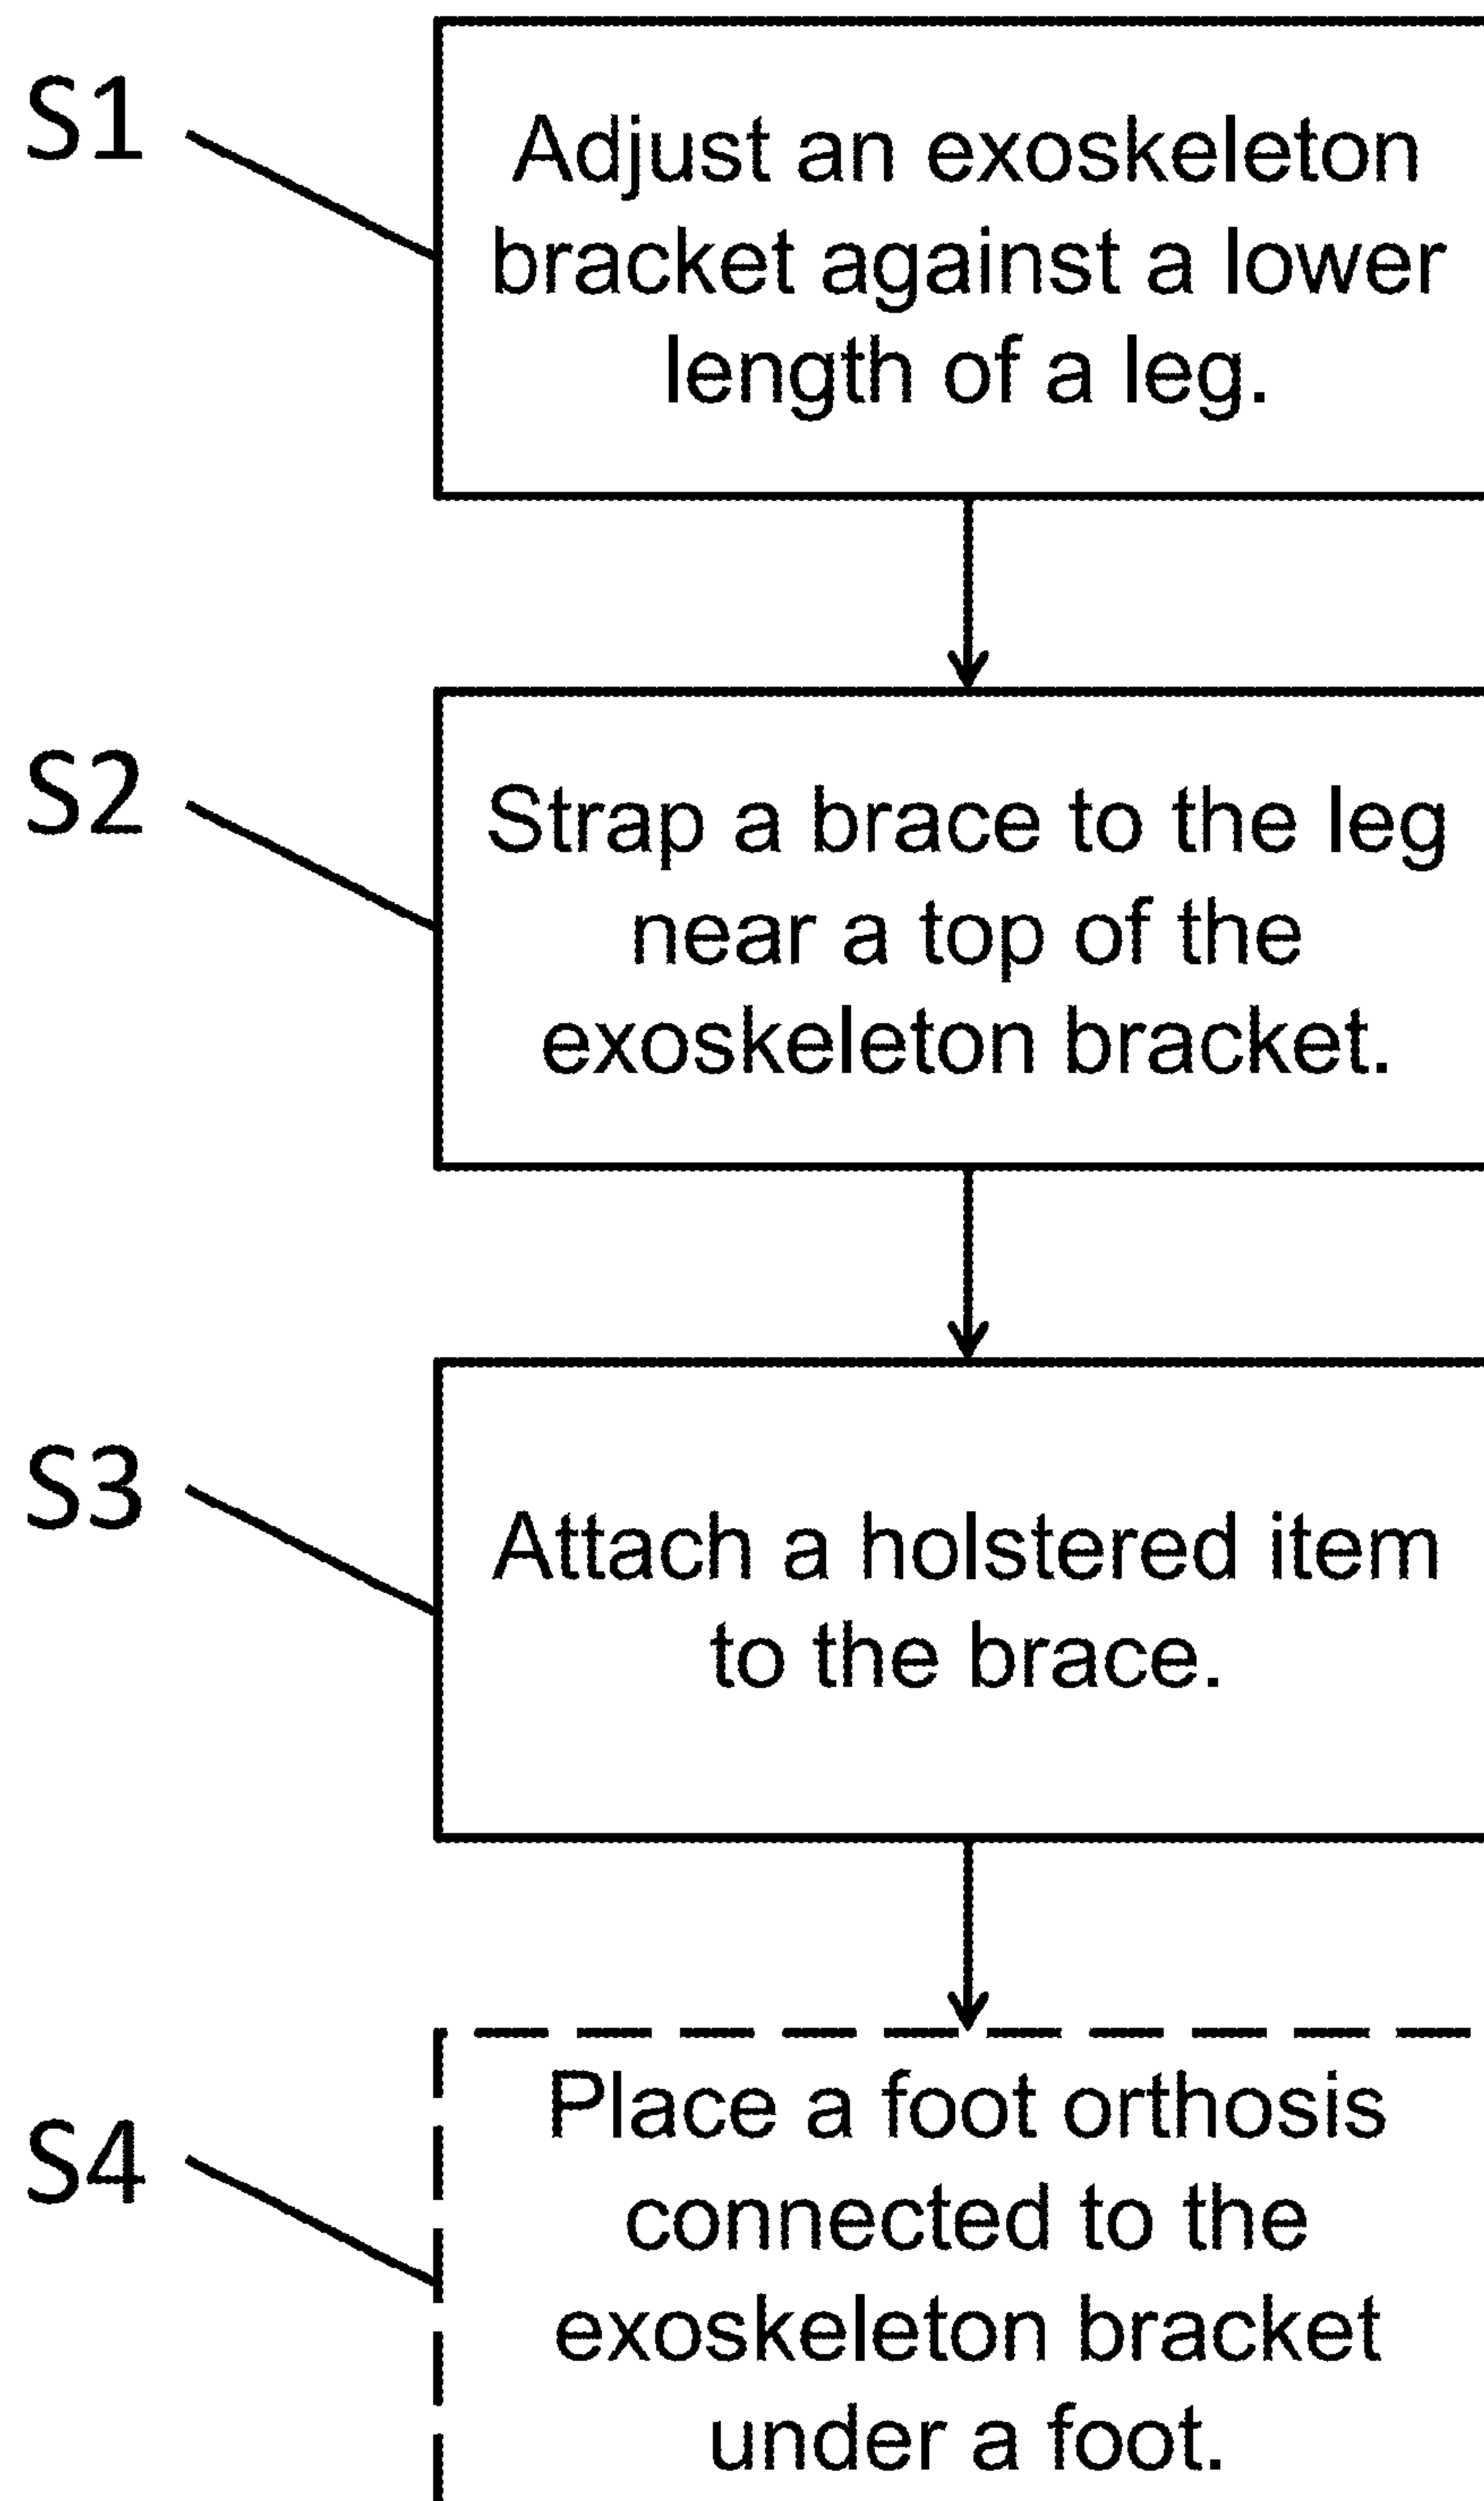 S1
Adjust an exoskeleton
bracket against a lower
length of a leg.
S2
Strap a brace to the leg
near a top of the
exoskeleton bracket.
S3
Attach a holstered item
to the brace.
S4
Place a foot orthosis
connected to the
exoskeleton bracket
under a foot.